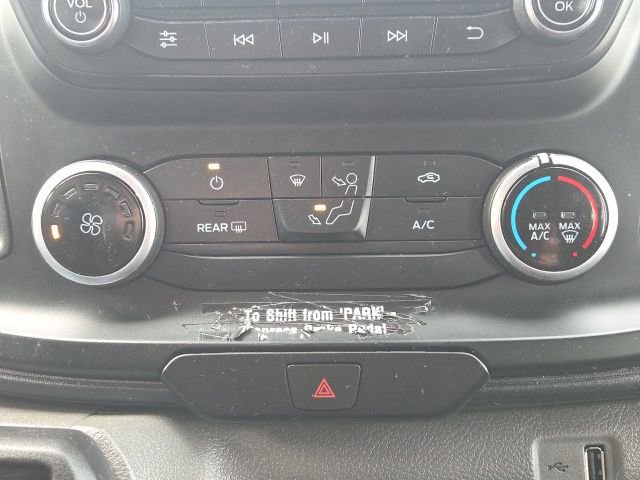 VOL
OK
REAR
A/C
MAX MAX
A/C
To Shift from 'PARK' -
Brake Pedal